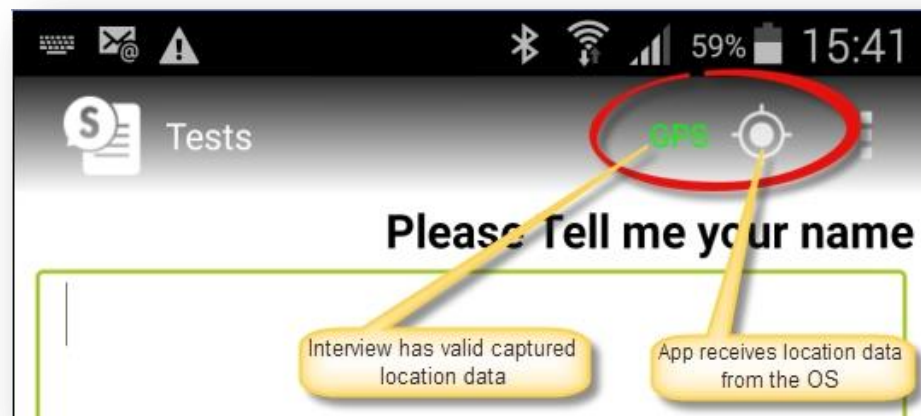 59% 15:41
S Tests GPS
Please Tell me your name
Interview has valid captured
location data
App receives location data
from the OS